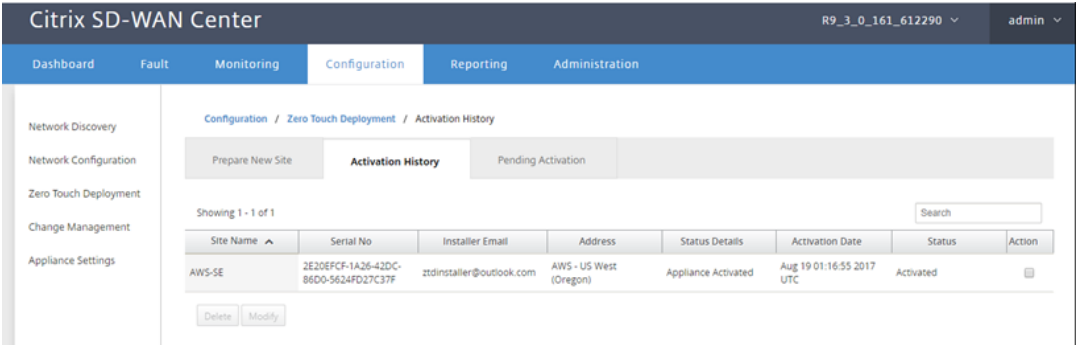 Citrix SD-WAN Center
R9_3_0_161_612290
admin
Dashboard Fault Monitoring Configuration Reporting Administration
Network Discovery
Network Configuration
Zero Touch Deployment
Change Management
Appliance Settings
Configuration / Zero Touch Deployment / Activation History
Prepare New Site Activation History Pending Activation
Showing 1 - 1 of 1
Search
Site Name Serial No Installer Email Address Status Details Activation Date Status Action
AWS-SE
2E20EFCF-1A26-42DC-
86D0-5624FD27C37F
ztdinstaller@outlook.com
AWS - US West
(Oregon)
Appliance Activated
Aug 19 01:16:55 2017
UTC
Activated
Delete Modify